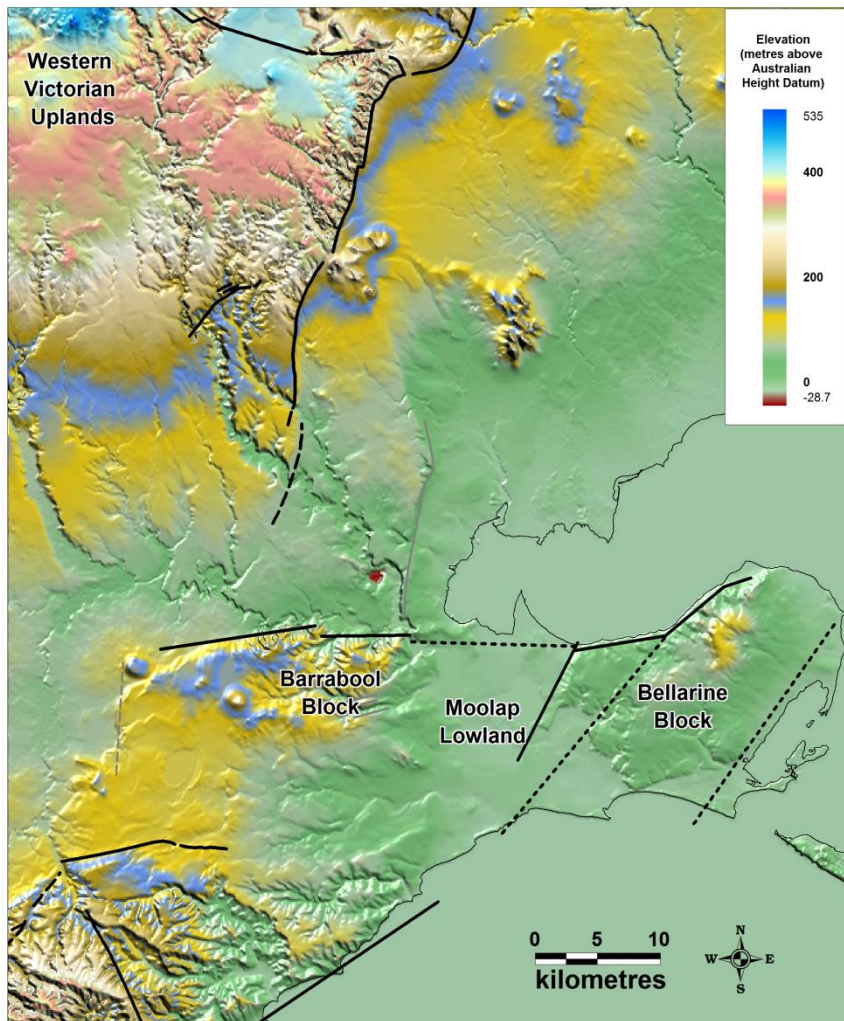 Western
Victorian
Uplands
Elevation
(metres above
Australian
Height Datum)
535
400
200
0
-28.7
Barrabool
Block
Moolap
Lowland
Bellarine
Block
0 5 10
kilometres
N
W E
S